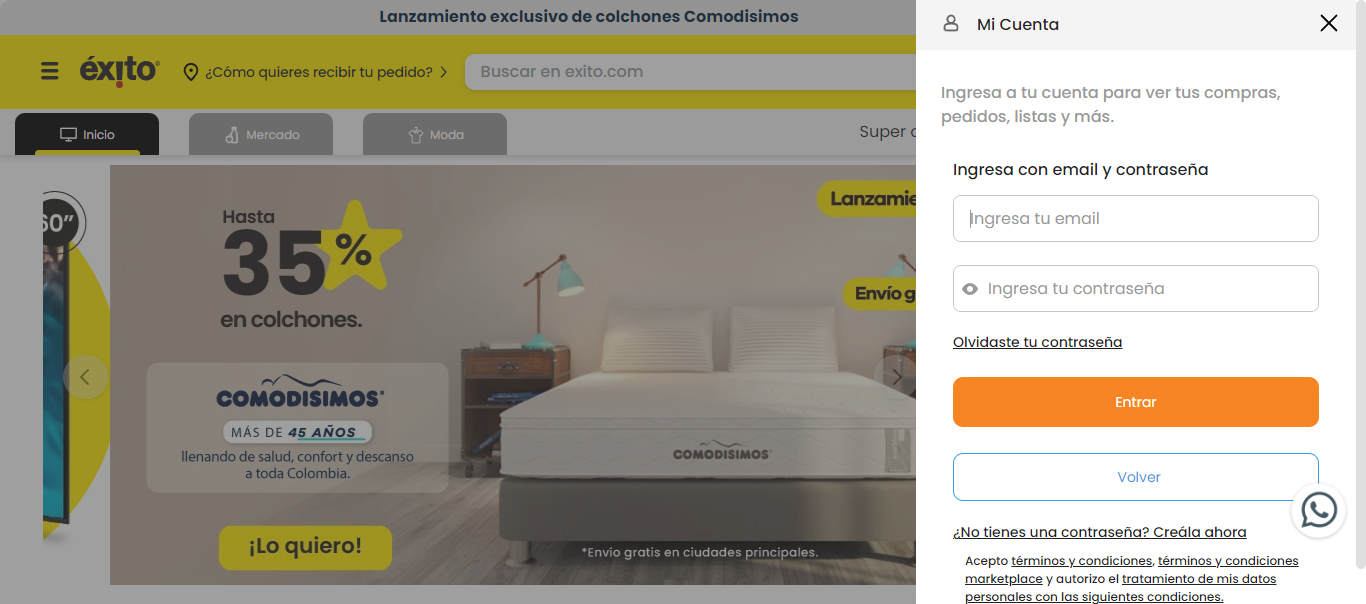 Lanzamiento exclusivo de colchones Comodisimos
éxito
¿Cómo quieres recibir tu pedido?
Buscar en exito.com
Inicio
Mercado
Moda
Super
60”
Hasta
35%
en colchones.
COMODISIMOS
MÁS DE 45 AÑOS
llenando de salud, confort y descanso
a toda Colombia.
¡Lo quiero!
Envío
COMODISIMOS
*Envío gratis en ciudades principales.
Mi Cuenta
Ingresa a tu cuenta para ver tus compras,
pedidos, listas y más.
Ingresa con email y contraseña
Ingresa tu email
Ingresa tu contraseña
Olvidaste tu contraseña
Entrar
Volver
¿No tienes una contraseña? Creála ahora
Acepto términos y condiciones, términos y condiciones
marketplace y autorizo el tratamiento de mis datos
personales con las siguientes condiciones.